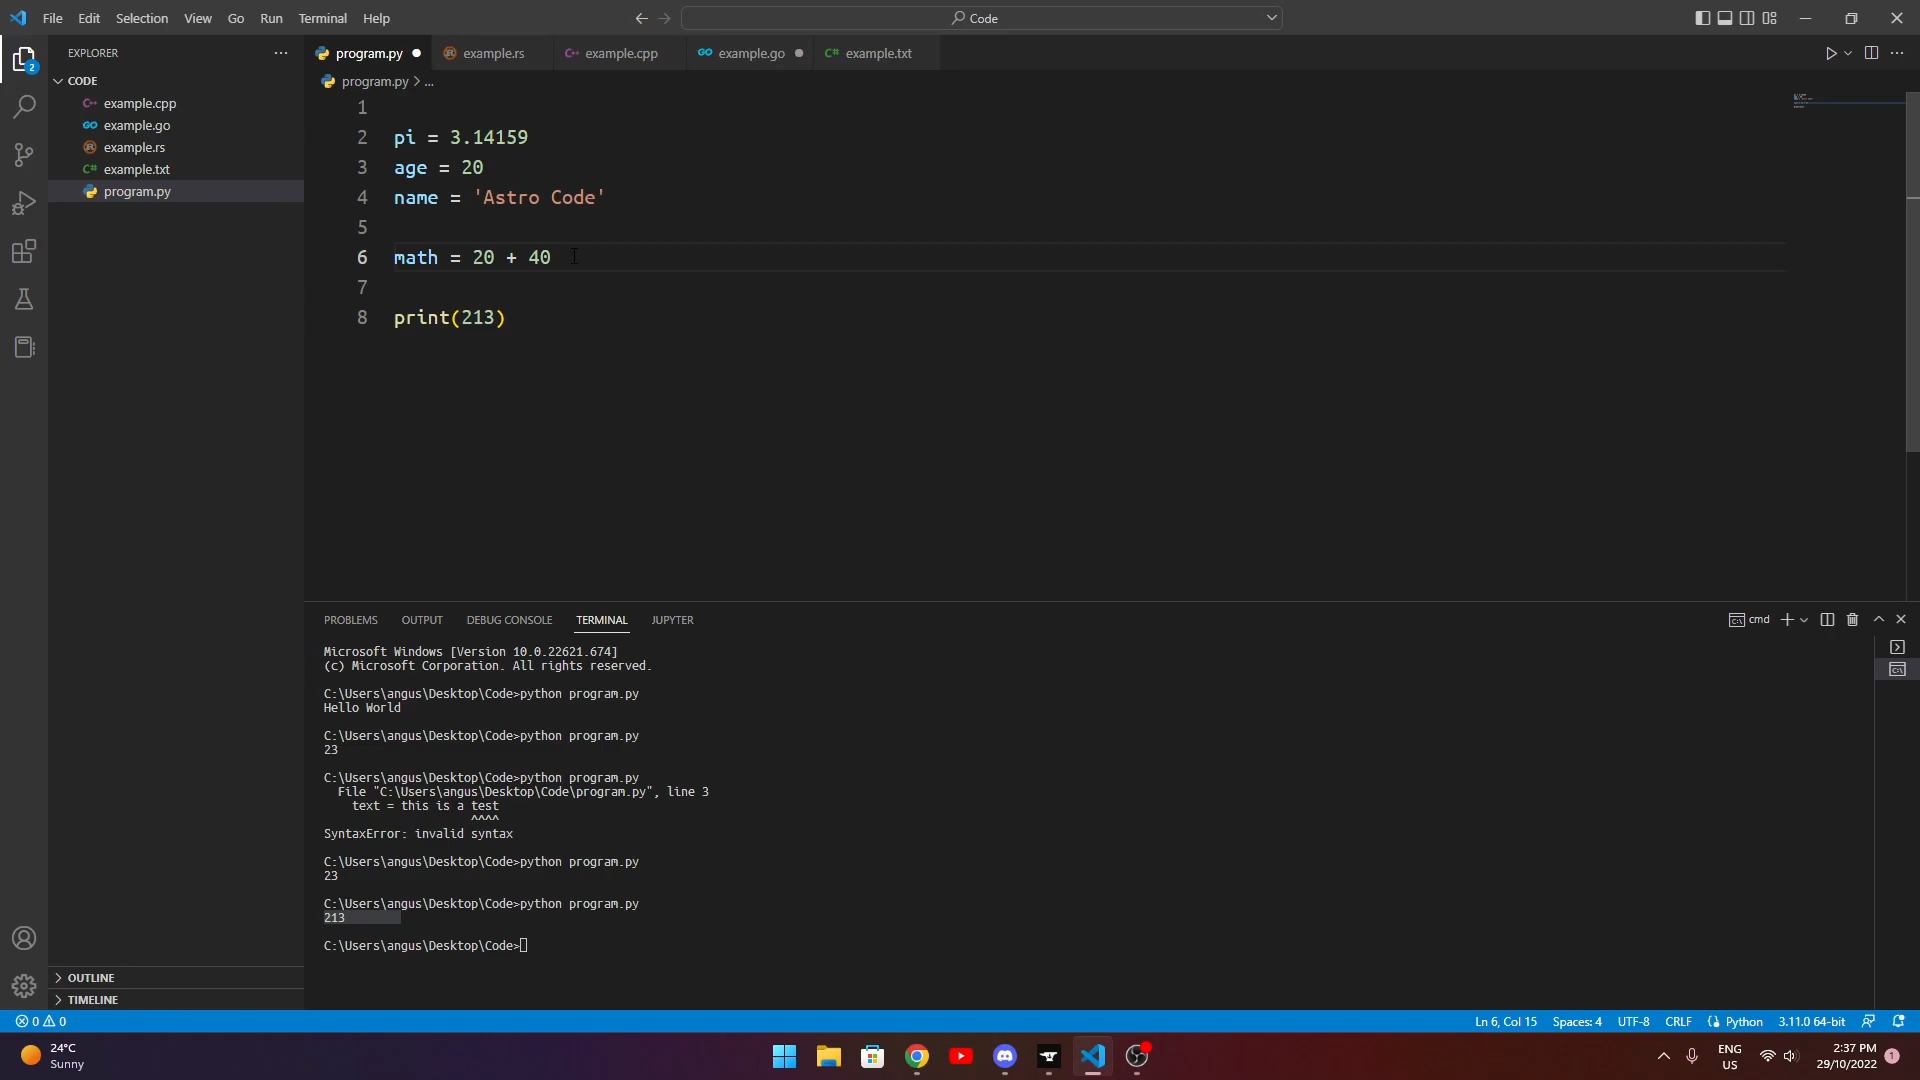 File Edit Selection View Go Run Terminal Help
Code
EXPLORER
CODE
example.cpp
example.go
example.rs
example.txt
program.py
OUTLINE
TIMELINE
program.py example.rs example.cpp example.go example.txt
program.py > ...
1
2 pi = 3.14159
3 age = 20
4 name = 'Astro Code'
5
6 math = 20 + 40
7
8 print(213)
PROBLEMS OUTPUT DEBUG CONSOLE TERMINAL JUPYTER
cmd
Microsoft Windows [Version 10.0.22621.674]
(c) Microsoft Corporation. All rights reserved.
C:\Users\angus\Desktop\Code>python program.py
Hello World
C:\Users\angus\Desktop\Code>python program.py
23
C:\Users\angus\Desktop\Code>python program.py
File "C:\Users\angus\Desktop\Code\program.py", line 3
text = this is a test
^^^^
SyntaxError: invalid syntax
C:\Users\angus\Desktop\Code>python program.py
23
C:\Users\angus\Desktop\Code>python program.py
213
C:\Users\angus\Desktop\Code>
0 0 Ln 6, Col 15 Spaces: 4 UTF-8 CRLF Python 3.11.0 64-bit
24°C
Sunny
ENG
US
2:37 PM
29/10/2022
1
2